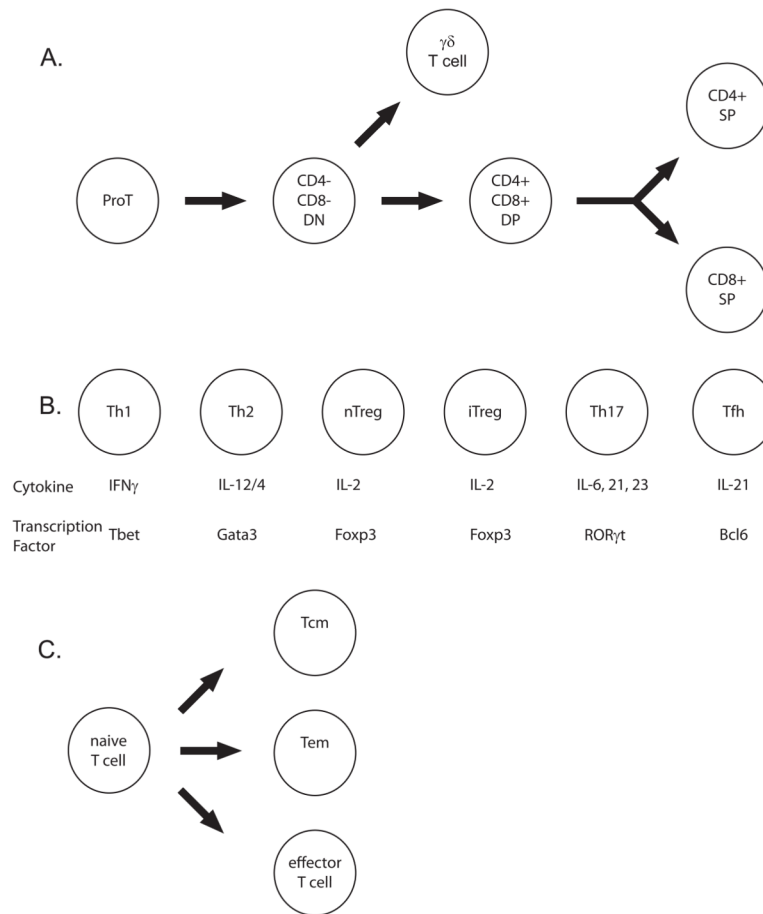 A.
γδ
T cell
CD4+
SP
ProT
CD4-
CD8-
DN
CD4+
CD8+
DP
CD8+
SP
B.
Th1
Th2
nTreg
iTreg
Th17
Tfh
Cytokine
IFNγ
IL-12/4
IL-2
IL-2
IL-6, 21, 23
IL-21
Transcription
Factor
Tbet
Gata3
Foxp3
Foxp3
RORγt
Bcl6
C.
Tcm
naive
T cell
Tem
effector
T cell